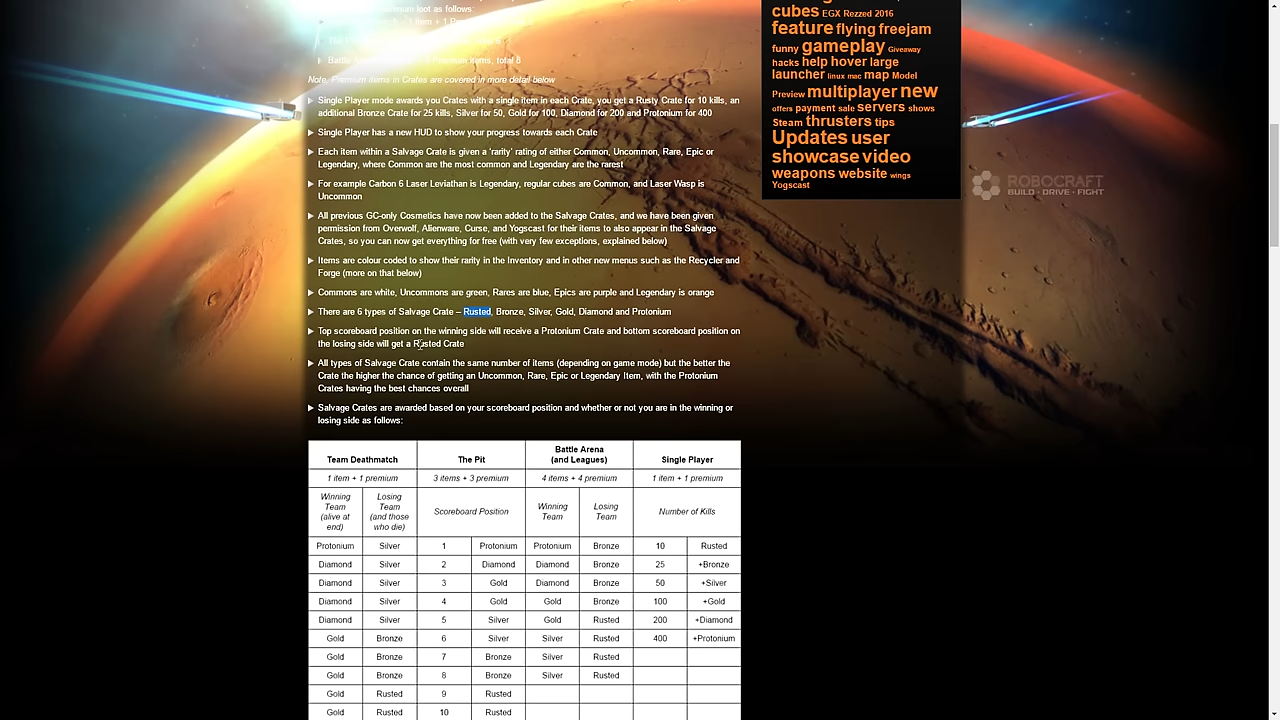 imum loot as follows:
Battle items, total 8
Note, Premium items in Crates are covered in more detail below
Single Player mode awards you Crates with a single item in each Crate, you get a Rusty Crate for 10 kills, an
additional Bronze Crate for 25 kills, Silver for 50, Gold for 100, Diamond for 200 and Protonium for 400
Single Player has a new HUD to show your progress towards each Crate
Each item within a Salvage Crate is given a 'rarity' rating of either Common, Uncommon, Rare, Epic or
Legendary, where Common are the most common and Legendary are the rarest
For example Carbon 6 Laser Leviathan is Legendary, regular cubes are Common, and Laser Wasp is
Uncommon
All previous GC-only Cosmetics have now been added to the Salvage Crates, and we have been given
permission from Overwolf, Alienware, Curse, and Yogscast for their items to also appear in the Salvage
Crates, so you can now get everything for free (with very few exceptions, explained below)
Items are colour coded to show their rarity in the Inventory and in other new menus such as the Recycler and
Forge (more on that below)
Commons are white, Uncommons are green, Rares are blue, Epics are purple and Legendary is orange
There are 6 types of Salvage Crate – Rusted, Bronze, Silver, Gold, Diamond and Protonium
Top scoreboard position on the winning side will receive a Protonium Crate and bottom scoreboard position on
the losing side will get a Rusted Crate
All types of Salvage Crate contain the same number of items (depending on game mode) but the better the
Crate the higher the chance of getting an Uncommon, Rare, Epic or Legendary Item, with the Protonium
Crates having the best chances overall
Salvage Crates are awarded based on your scoreboard position and whether or not you are in the winning or
losing side as follows:
Team Deathmatch The Pit Battle Arena (and Leagues) Single Player
1 item + 1 premium 3 items + 3 premium 4 items + 4 premium 1 item + 1 premium
Winning Team (alive at end) Losing Team (and those who die) Scoreboard Position Winning Team Losing Team Number of Kills
Protonium Silver 1 Protonium Protonium Bronze 10 Rusted
Diamond Silver 2 Diamond Diamond Bronze 25 +Bronze
Diamond Silver 3 Gold Diamond Bronze 50 +Silver
Diamond Silver 4 Gold Gold Bronze 100 +Gold
Diamond Silver 5 Silver Gold Rusted 200 +Diamond
Gold Bronze 6 Silver Silver Rusted 400 +Protonium
Gold Bronze 7 Bronze Silver Rusted
Gold Bronze 8 Bronze Silver Rusted
Gold Rusted 9 Rusted
Gold Rusted 10 Rusted
cubes EGX Rezzed 2016
feature flying freejam
funny gameplay Giveaway
hacks help hover large
launcher linux mac map Model
Preview multiplayer new
offers payment sale servers shows
Steam thrusters tips
Updates user
showcase video
weapons website wings
Yogscast
ROBOCRAFT
BUILD • DRIVE • FIGHT